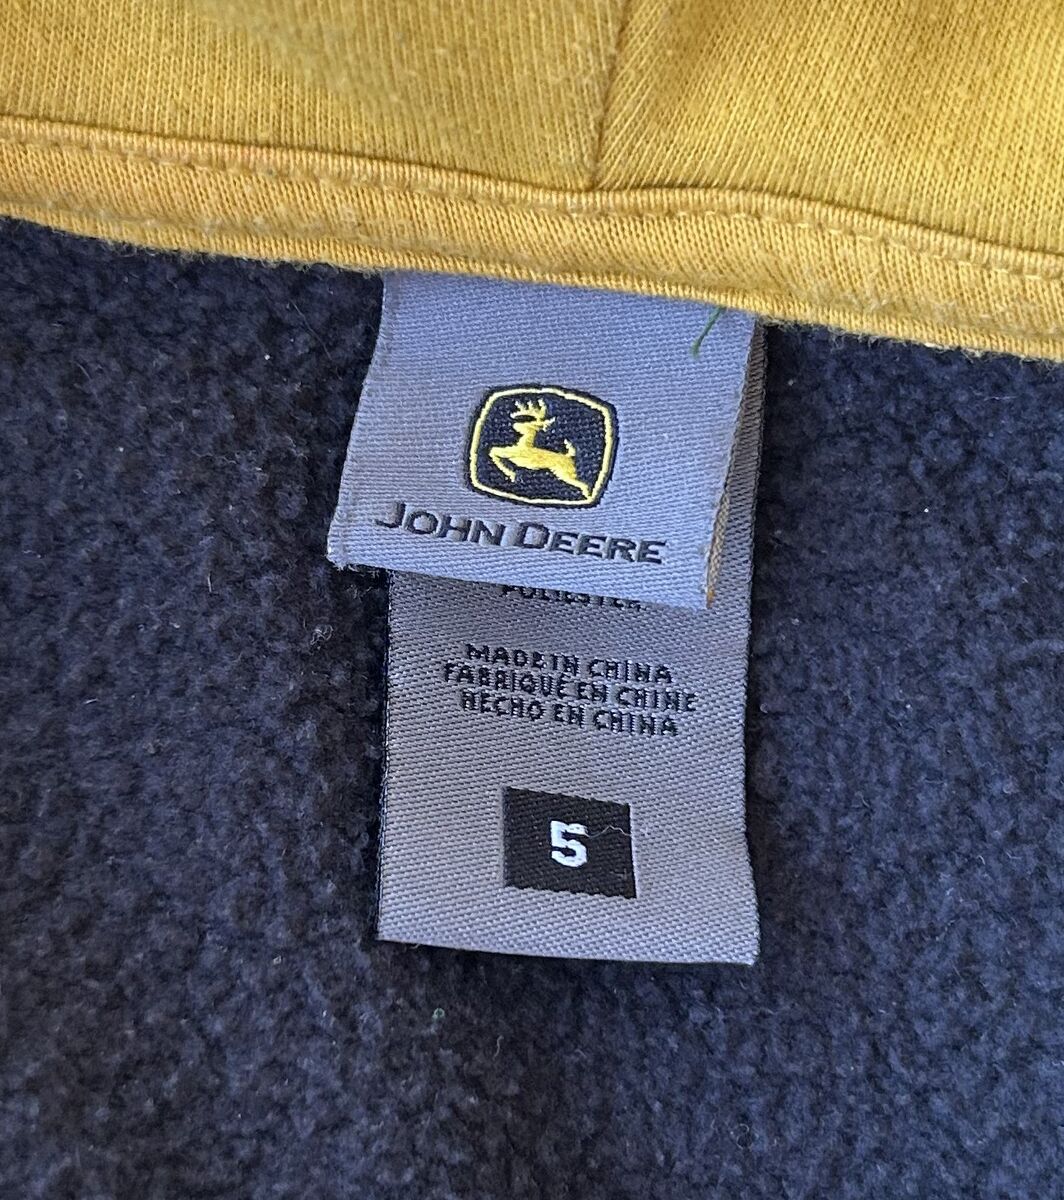 JOHN DEERE
MADE IN CHINA
FABRIQUÉ EN CHINE
HECHO EN CHINA
5